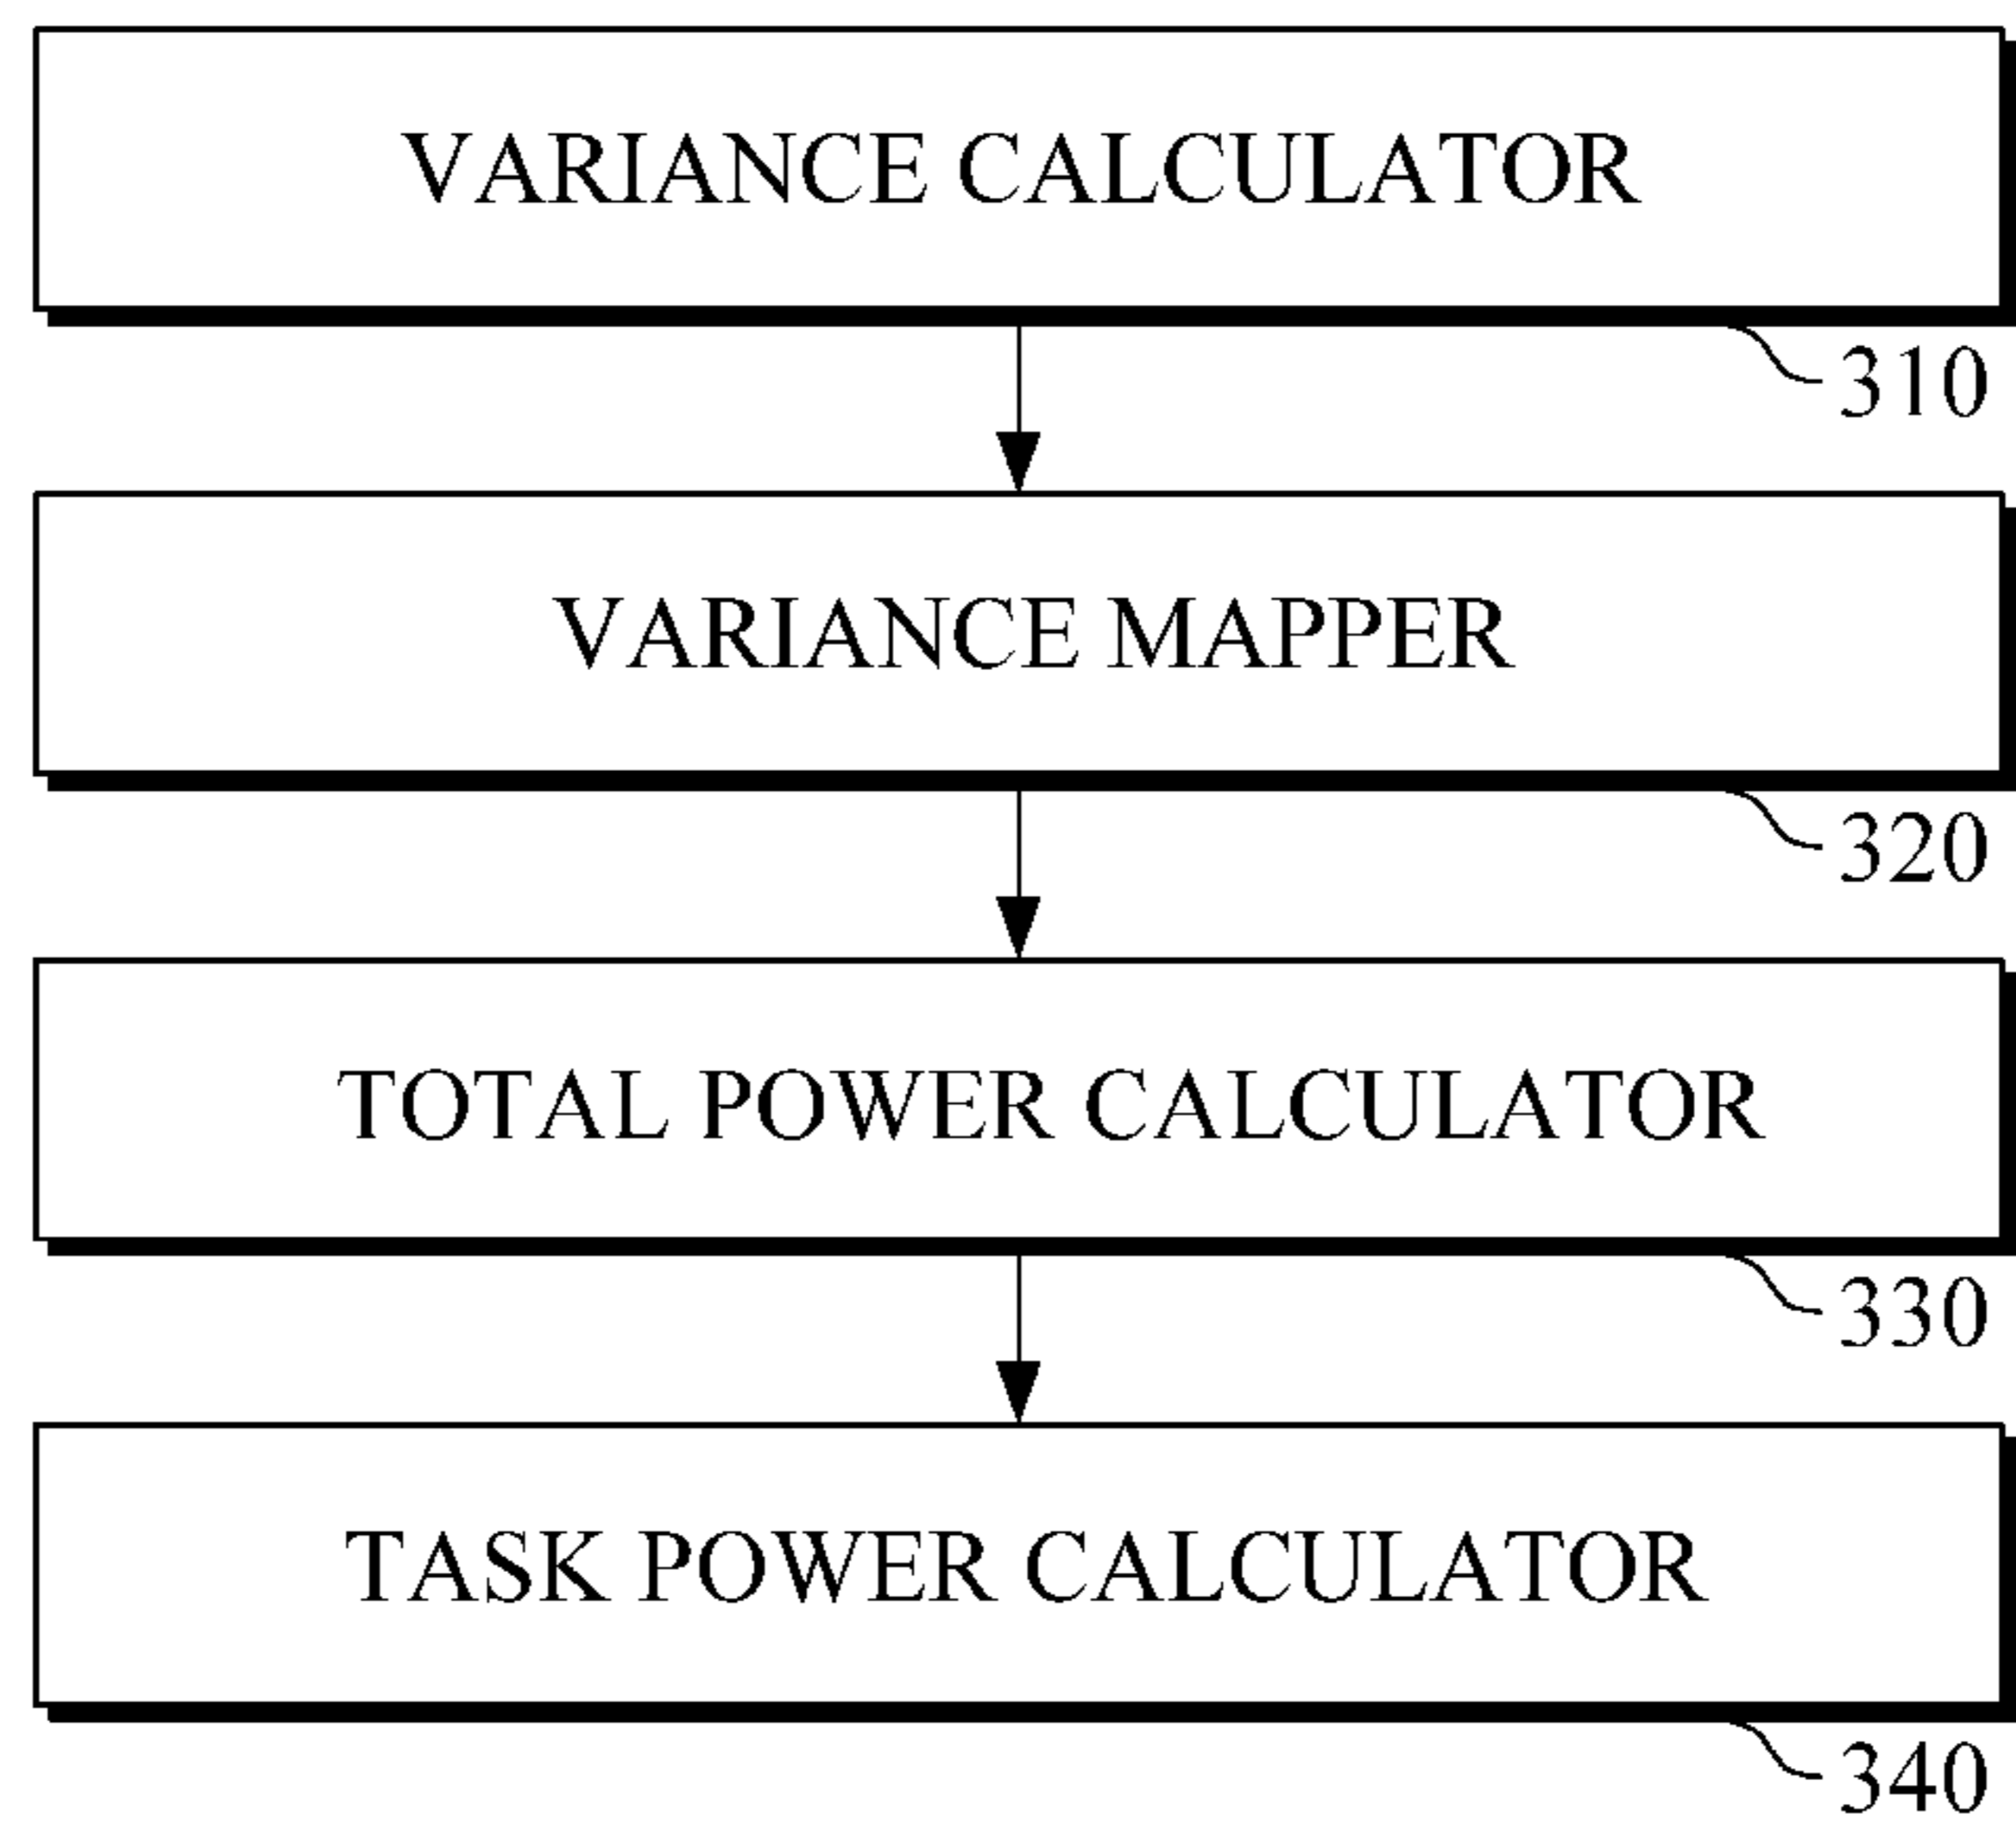 VARIANCE CALCULATOR
310
VARIANCE MAPPER
320
TOTAL POWER CALCULATOR
330
TASK POWER CALCULATOR
340